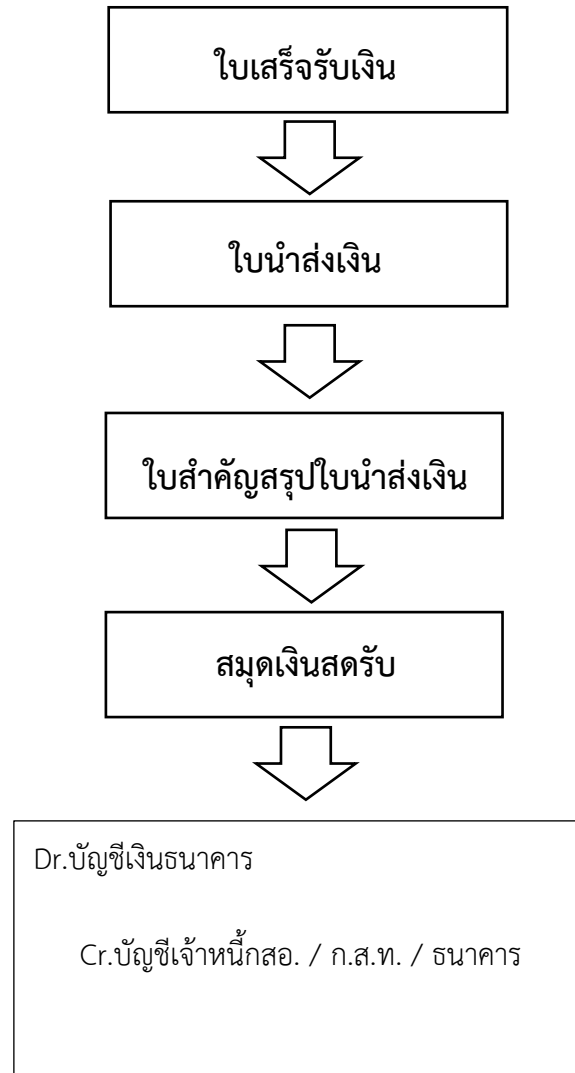 ใบเสร็จรับเงิน
ใบนำส่งเงิน
ใบสำคัญสรุปใบนำส่งเงิน
สมุดเงินสดรับ
Dr.บัญชีเงินธนาคาร
Cr.บัญชีเจ้าหนี้กสอ. / ก.ส.ท. / ธนาคาร